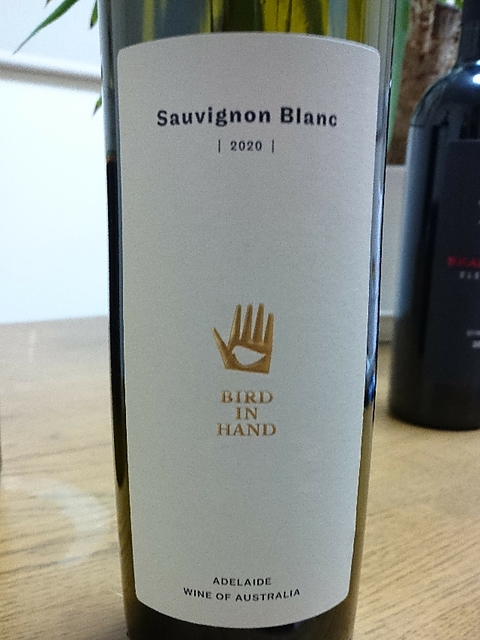 Sauvignon Blanc
| 2020 |
BIRD
IN
HAND
ADELAIDE
WINE OF AUSTRALIA